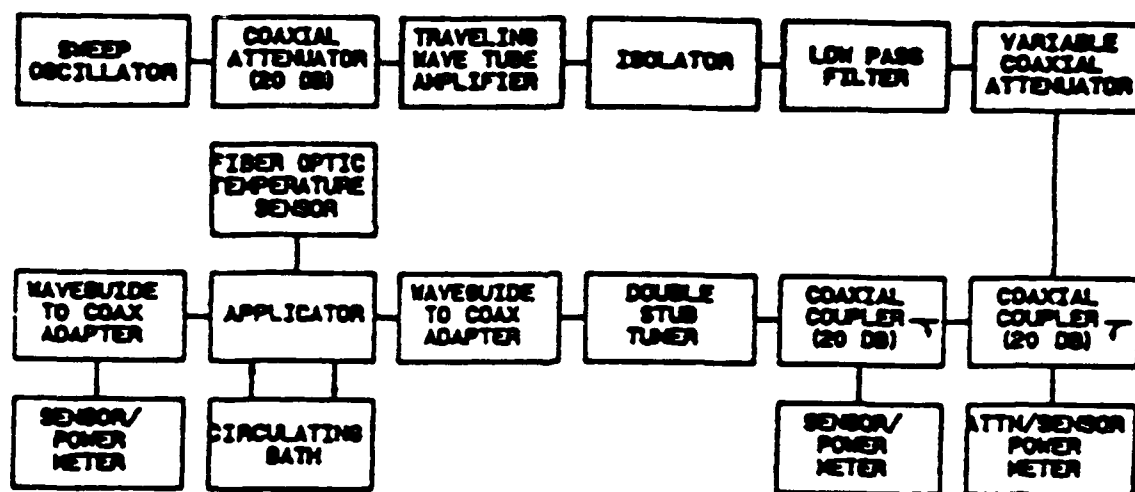 SWEEP
OSCILLATOR
COAXIAL
ATTENUATOR
(20 DB)
TRAVELING
WAVE TUBE
AMPLIFIER
ISOLATOR
LOW PASS
FILTER
VARIABLE
COAXIAL
ATTENUATOR
FIBER OPTIC
TEMPERATURE
SENSOR
WAVEGUIDE
TO COAX
ADAPTER
APPLICATOR
WAVEGUIDE
TO COAX
ADAPTER
DOUBLE
STUB
TUNER
COAXIAL
COUPLER
(20 DB)
COAXIAL
COUPLER
(20 DB)
SENSOR/
POWER
METER
CIRCULATING
BATH
SENSOR/
POWER
METER
ATTN/SENSOR
POWER
METER